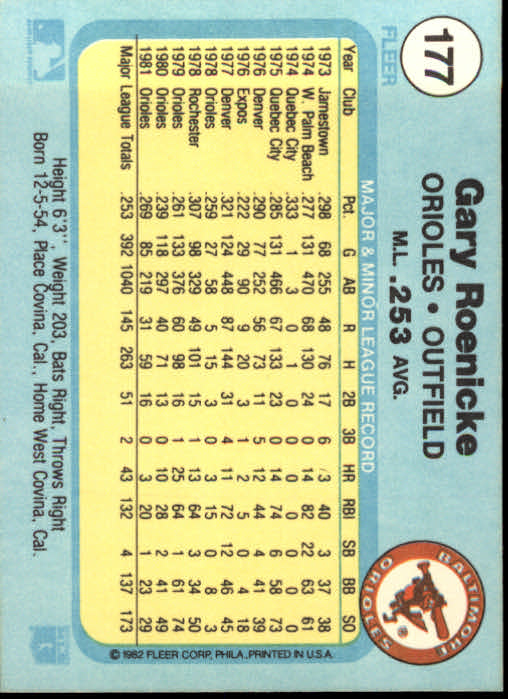 177
FLEER
Gary Roenicke
ORIOLES • OUTFIELD
M.L. .253 AVG.
BALTIMORE
ORIOLES
MAJOR & MINOR LEAGUE RECORD
Year Club Pct. G AB R H 2B 3B HR RBI SB BB SO
1973 Jamestown .298 68 255 48 76 17 6 3 40 3 37 38
1974 W. Palm Beach .277 131 470 68 130 24 0 14 82 22 63 61
1974 Quebec City .333 1 3 0 1 0 0 0 0 0 0 0
1975 Quebec City .285 131 466 67 133 23 1 14 74 6 58 73
1976 Denver .290 77 252 56 73 11 5 12 44 4 41 39
1976 Expos .222 29 90 9 20 3 1 2 5 0 4 18
1977 Denver .321 124 448 87 144 31 4 11 72 12 46 45
1978 Orioles .259 27 58 5 15 3 0 3 15 0 8 3
1978 Rochester .307 98 329 49 101 15 1 13 64 3 34 50
1979 Orioles .261 133 376 60 98 16 1 25 64 1 61 74
1980 Orioles .239 118 297 40 71 13 0 10 28 2 41 49
1981 Orioles .269 85 219 31 59 16 0 3 20 1 23 29
Major League Totals .253 392 1040 145 263 51 2 43 132 4 137 173
© 1982 FLEER CORP., PHILA., PRINTED IN U.S.A.
Height 6'3'', Weight 203, Bats Right, Throws Right
Born 12-5-54, Place Covina, Cal., Home West Covina, Cal.